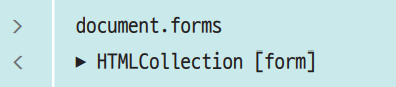 > document.forms
< ▶ HTMLCollection [form]